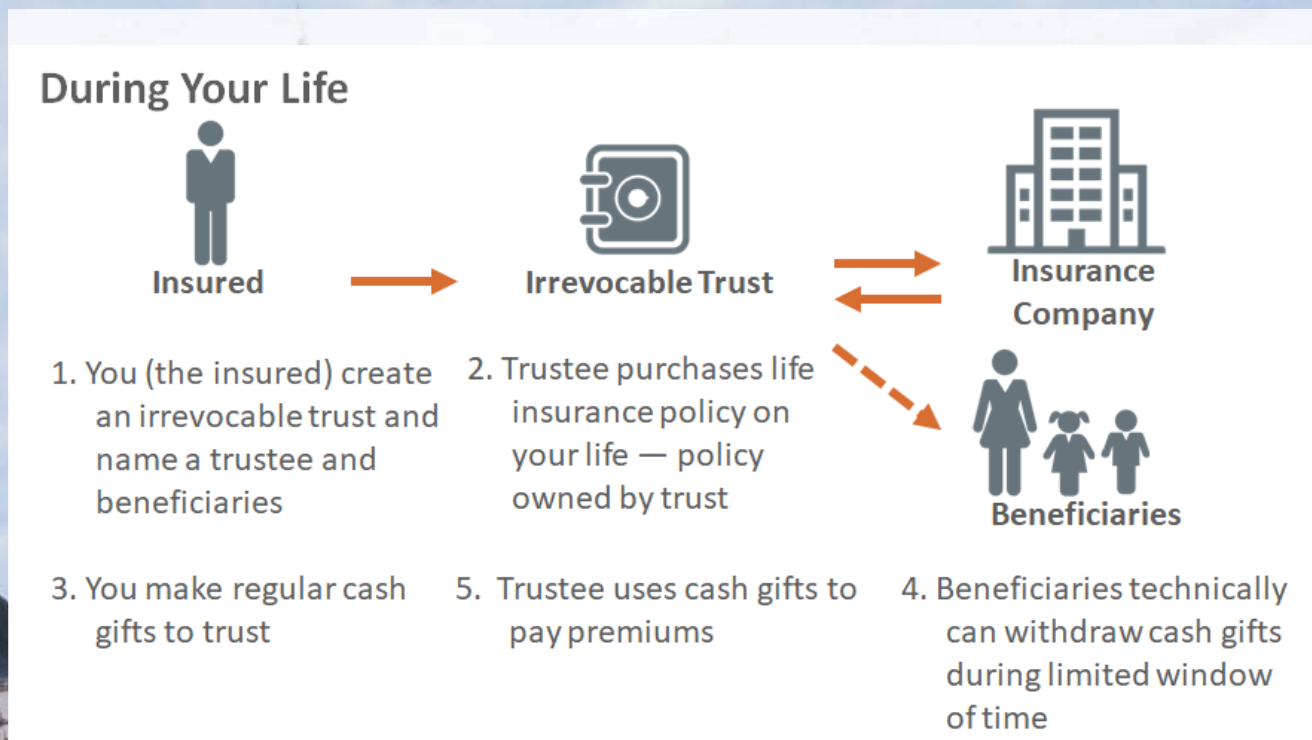 During Your Life
Insured
Irrevocable Trust
Insurance
Company
1. You (the insured) create
an irrevocable trust and
name a trustee and
beneficiaries
2. Trustee purchases life
insurance policy on
your life — policy
owned by trust
Beneficiaries
3. You make regular cash
gifts to trust
5. Trustee uses cash gifts to
pay premiums
4. Beneficiaries technically
can withdraw cash gifts
during limited window
of time